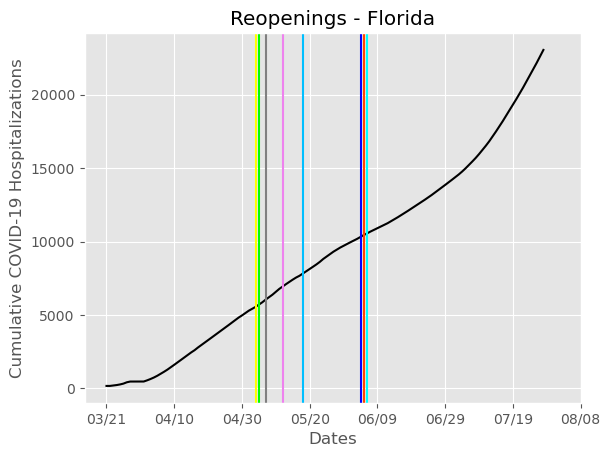 Reopenings - Florida
Cumulative COVID-19 Hospitalizations
20000
15000
10000
5000
0
03/21 04/10 04/30 05/20 06/09 06/29 07/19 08/08
Dates